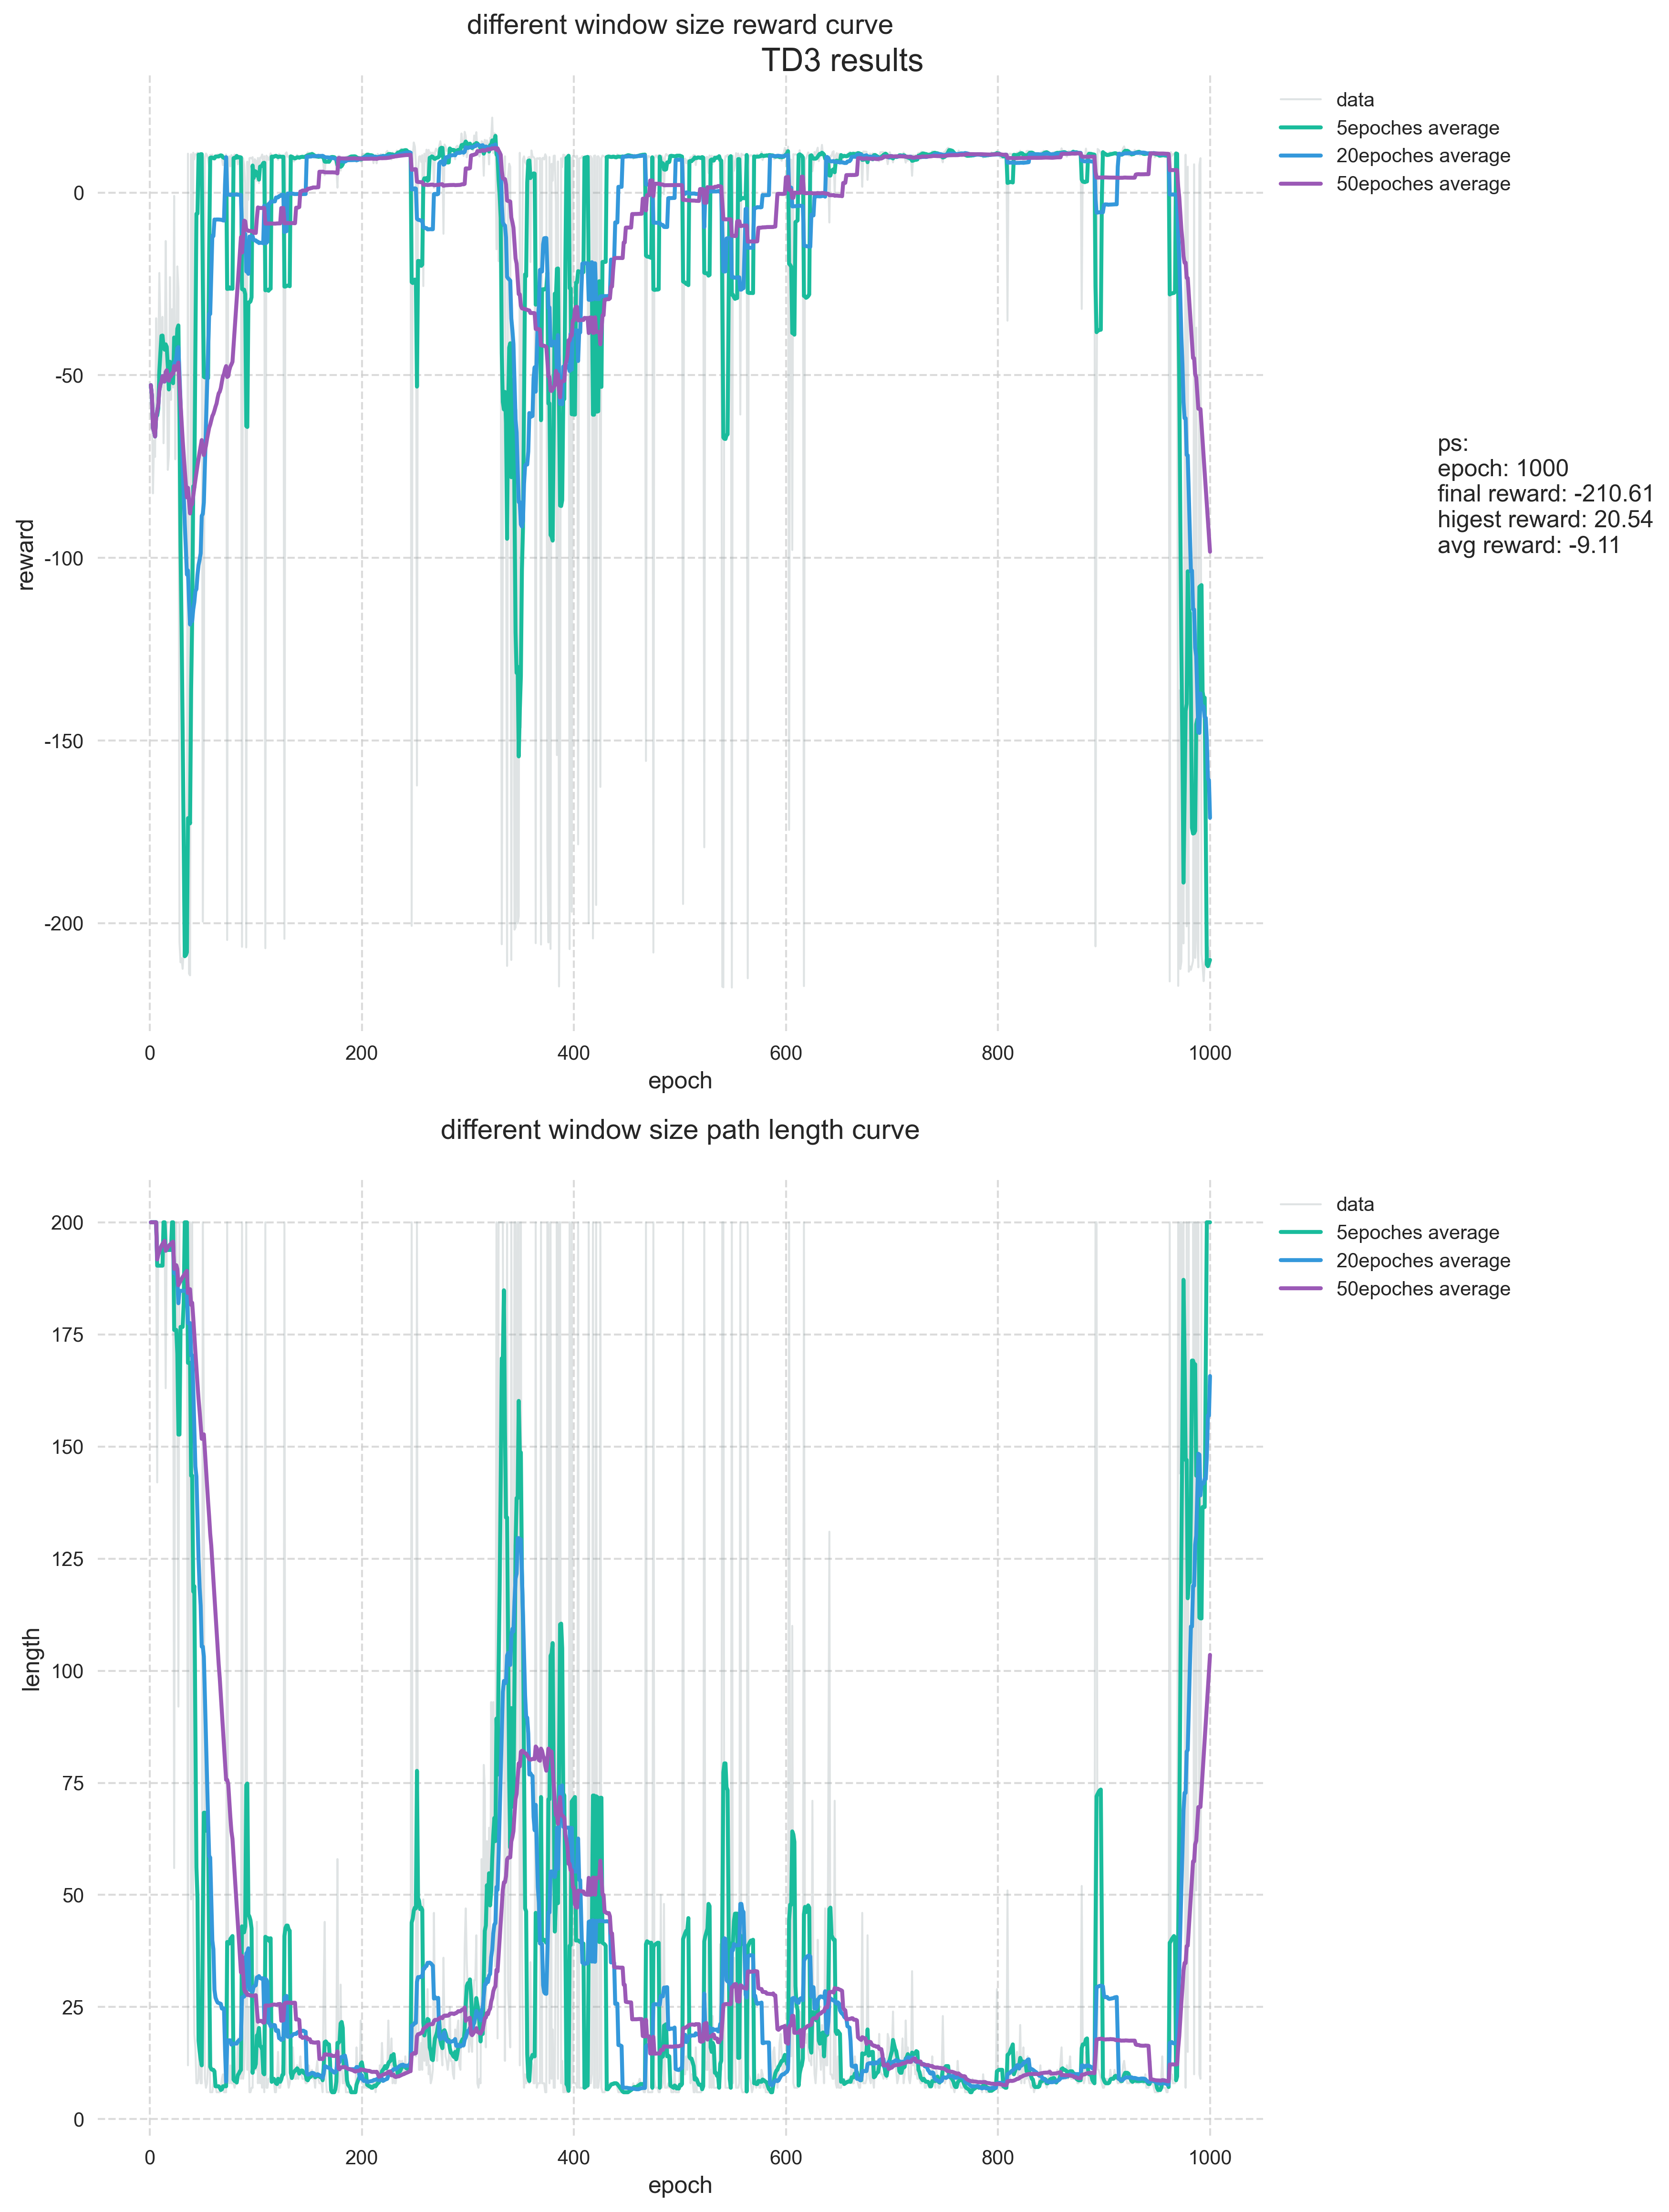 different window size reward curve
TD3 results
data
5epoches average
20epoches average
50epoches average
0
-50
-100
-150
-200
reward
0
200
400
600
800
1000
epoch
ps:
epoch: 1000
final reward: -210.61
higest reward: 20.54
avg reward: -9.11
different window size path length curve
data
5epoches average
20epoches average
50epoches average
200
175
150
125
100
75
50
25
0
length
0
200
400
600
800
1000
epoch